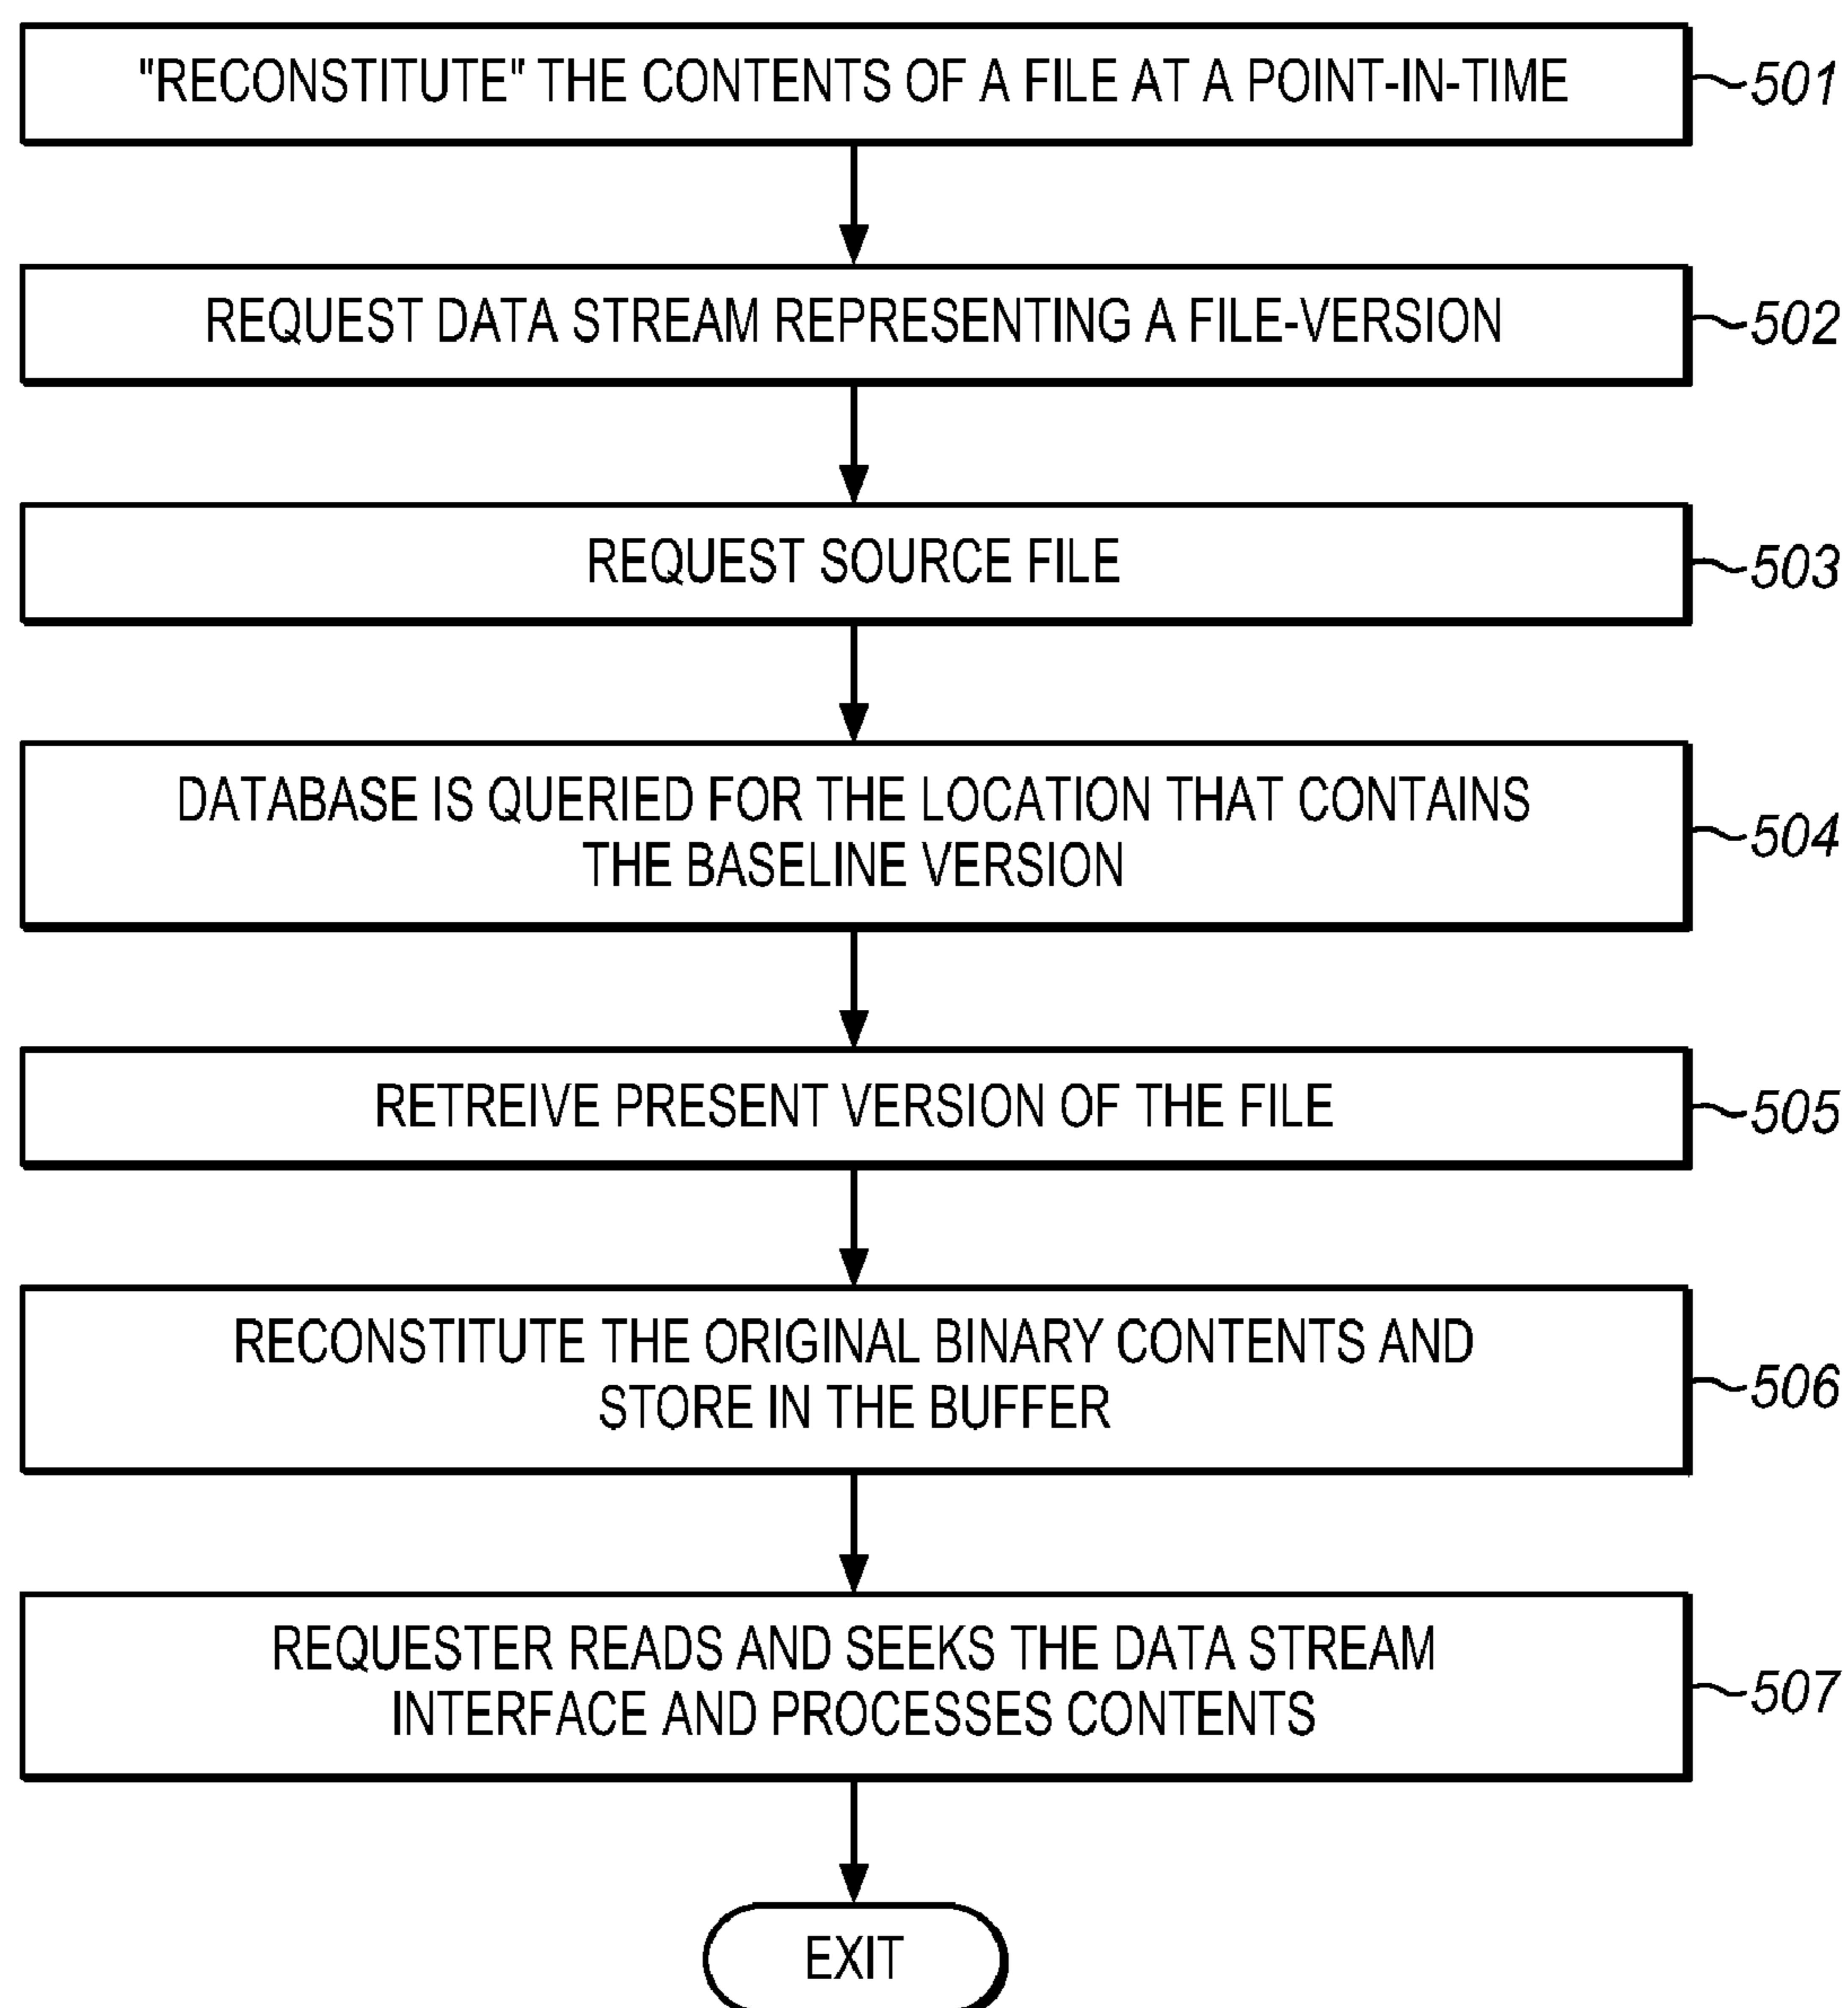 "RECONSTITUTE" THE CONTENTS OF A FILE AT A POINT-IN-TIME
501
REQUEST DATA STREAM REPRESENTING A FILE-VERSION
502
REQUEST SOURCE FILE
503
DATABASE IS QUERIED FOR THE LOCATION THAT CONTAINS
THE BASELINE VERSION
504
RETREIVE PRESENT VERSION OF THE FILE
505
RECONSTITUTE THE ORIGINAL BINARY CONTENTS AND
STORE IN THE BUFFER
506
REQUESTER READS AND SEEKS THE DATA STREAM
INTERFACE AND PROCESSES CONTENTS
507
EXIT